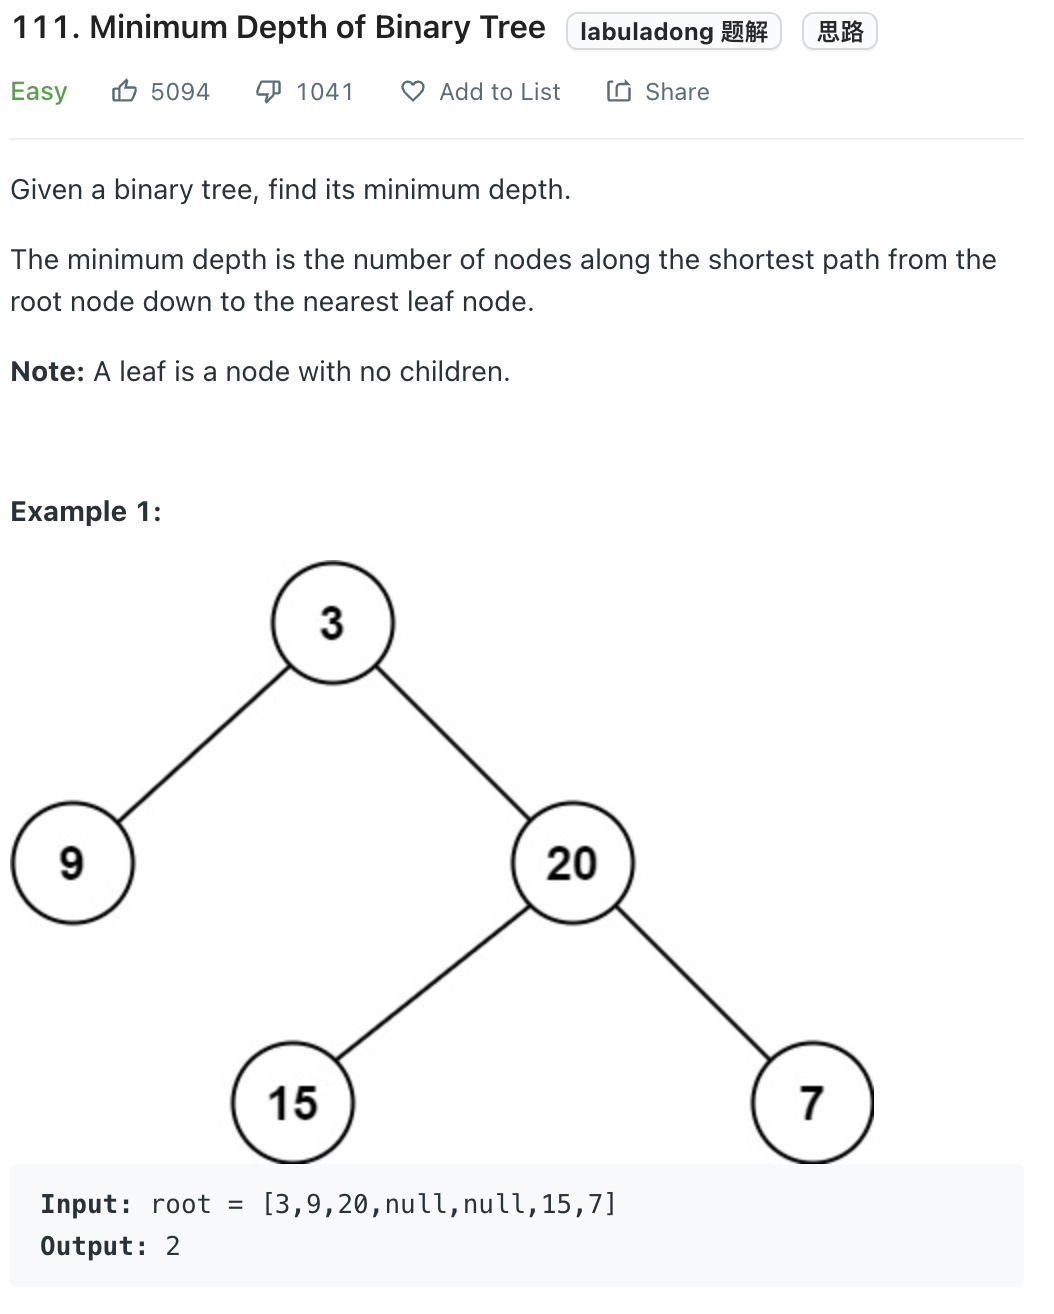 111. Minimum Depth of Binary Tree labuladong 题解 思路
Easy 5094 1041 Add to List Share
Given a binary tree, find its minimum depth.
The minimum depth is the number of nodes along the shortest path from the
root node down to the nearest leaf node.
Note: A leaf is a node with no children.
Example 1:
3
9 20
15 7
Input: root = [3,9,20,null,null,15,7]
Output: 2